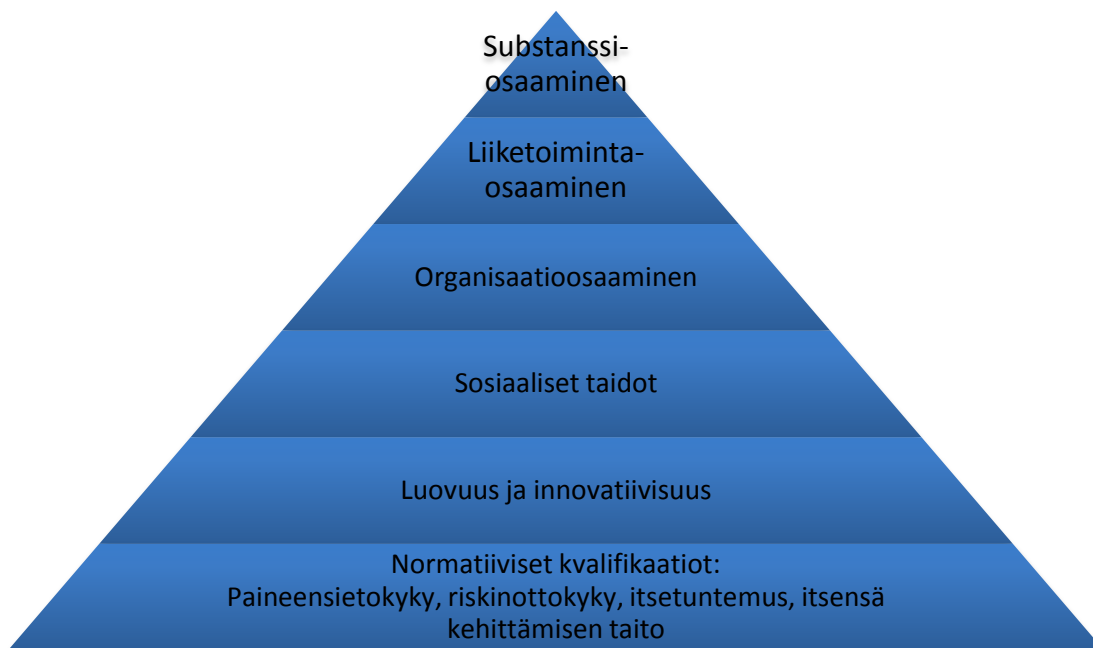 Substanssi-
osaaminen
Liiketoiminta-
osaaminen
Organisaatioosaaminen
Sosiaaliset taidot
Luovuus ja innovatiivisuus
Normatiiviset kvalifikaatiot:
Paineensietokyky, riskinottokyky, itsetuntemus, itsensä
kehittämisen taito